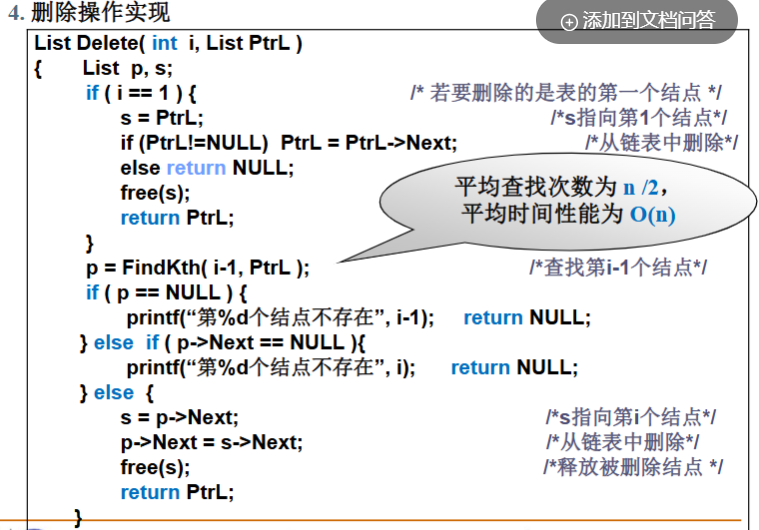 4. 删除操作实现
添加到文档问答
List Delete( int i, List PtrL )
{ List p, s;
if ( i == 1 ) { /* 若要删除的是表的第一个结点 */
s = PtrL; /*s指向第1个结点*/
if (PtrL!=NULL) PtrL = PtrL->Next; /*从链表中删除*/
else return NULL;
free(s);
return PtrL;
}
平均查找次数为 n /2，
平均时间性能为 O(n)
p = FindKth( i-1, PtrL ); /*查找第i-1个结点*/
if ( p == NULL ) {
printf(“第%d个结点不存在”, i-1); return NULL;
} else if ( p->Next == NULL ){
printf(“第%d个结点不存在”, i); return NULL;
} else {
s = p->Next; /*s指向第i个结点*/
p->Next = s->Next; /*从链表中删除*/
free(s); /*释放被删除结点 */
return PtrL;
}